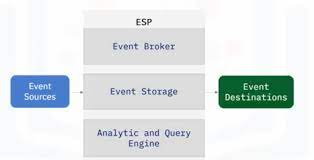 ESP
Event Broker
Event
Sources
Event Storage
Event
Destinations
Analytic and Query
Engine